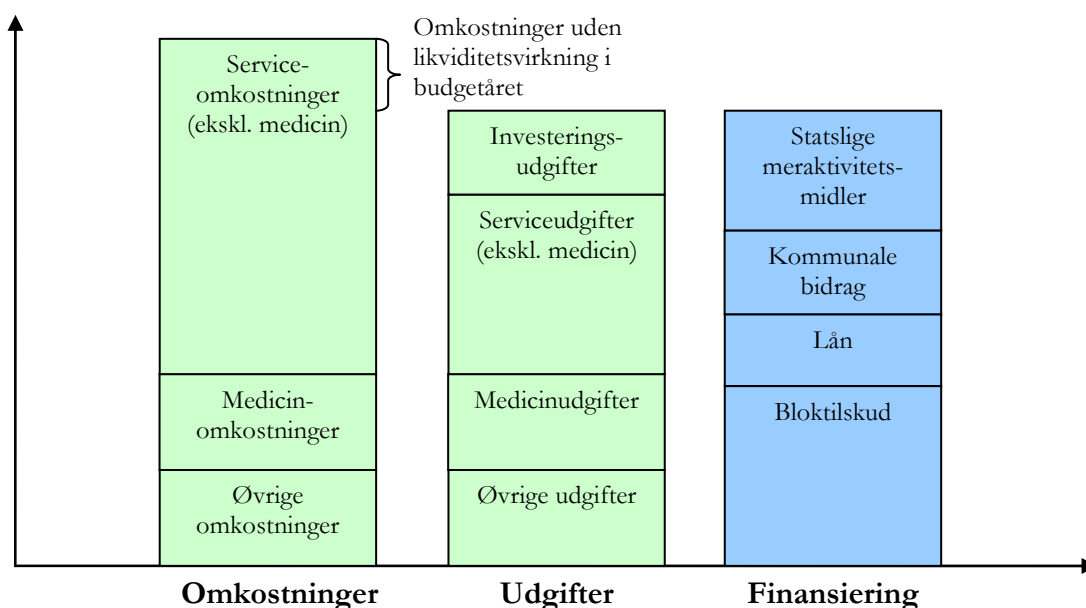 Service-
omkostninger
(ekskl. medicin)
Medicin-
omkostninger
Øvrige
omkostninger
Omkostninger uden
likviditetsvirkning i
budgetåret
Investerings-
udgifter
Serviceudgifter
(ekskl. medicin)
Medicinudgifter
Øvrige udgifter
Statslige
meraktivitets-
midler
Kommunale
bidrag
Lån
Bloktilskud
Omkostninger
Udgifter
Finansiering